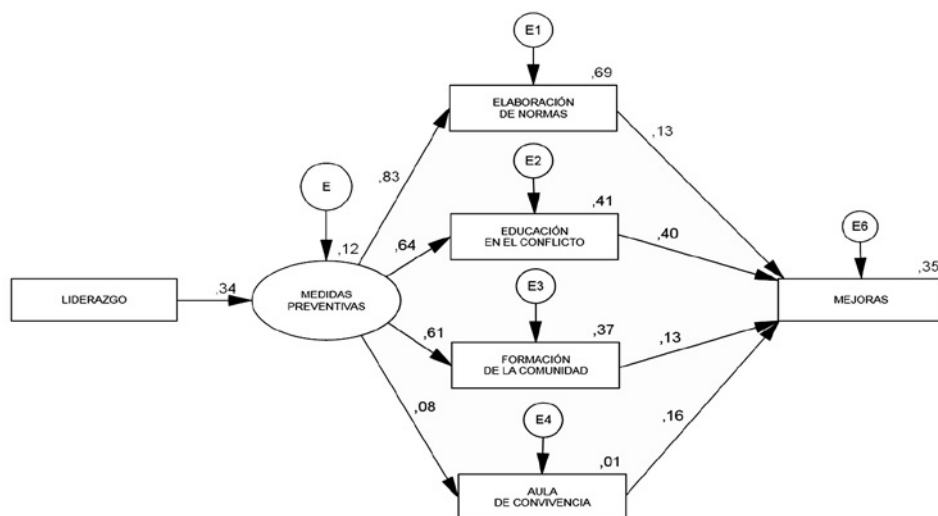 E1
,69
ELABORACIÓN
DE NORMAS
,13
E2
,83
E
,41
EDUCACIÓN
EN EL CONFLICTO
,40
E6
,12
,64
,35
LIDERAZGO
,34
MEDIDAS
PREVENTIVAS
E3
MEJORAS
,61
,37
,13
FORMACIÓN
DE LA COMUNIDAD
,08
E4
,16
,01
AULA
DE CONVIVENCIA